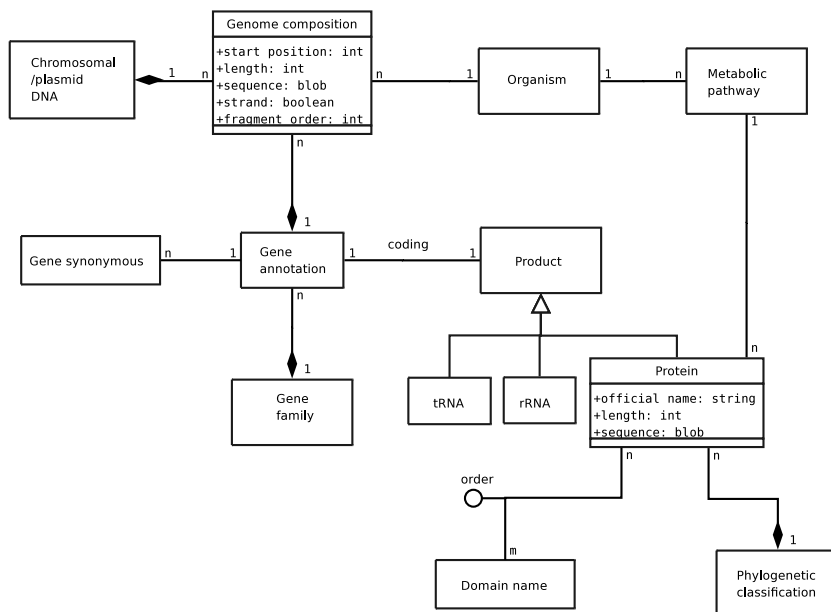 Genome composition
+start position: int
+length: int
+sequence: blob
+strand: boolean
+fragment order: int
Chromosomal
/plasmid
DNA
1
n
n
1
Organism
1
n
Metabolic
pathway
n
1
1
Gene synonymous
n
1
Gene
annotation
1
coding
1
Product
n
1
Gene
family
tRNA
rRNA
n
Protein
+official name: string
+length: int
+sequence: blob
n
n
order
m
Domain name
1
Phylogenetic
classification